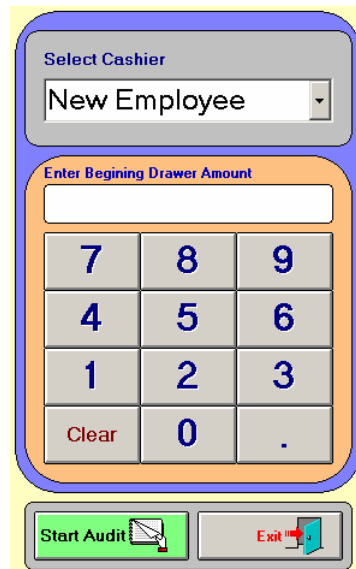 Select Cashier
New Employee
Enter Begining Drawer Amount
7 8 9
4 5 6
1 2 3
Clear 0 .
Start Audit Exit